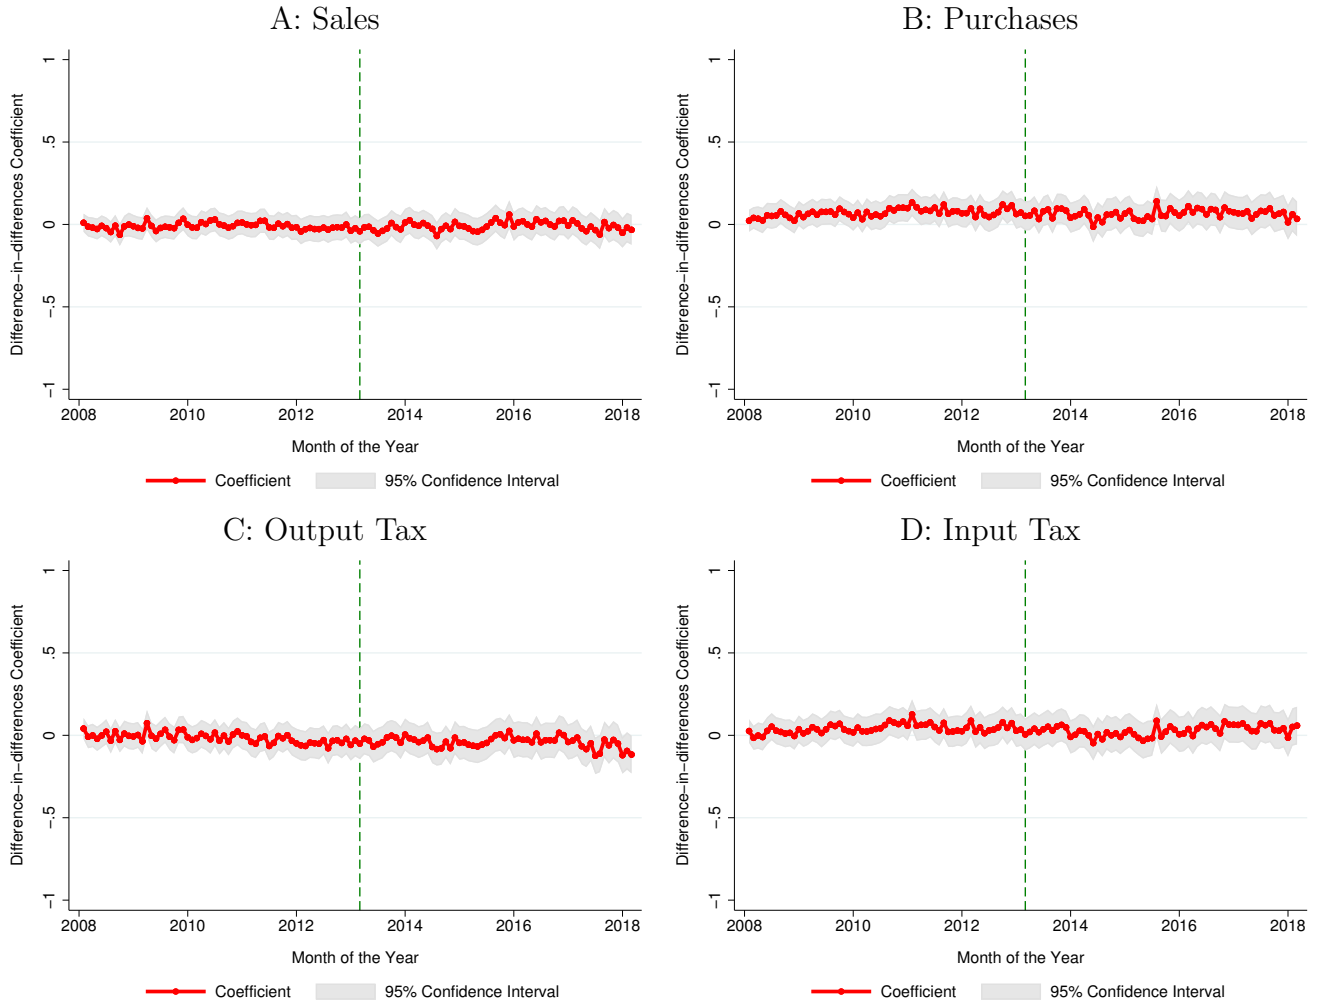 A: Sales
Difference-in-differences Coefficient
1
.5
0
-.5
-1
2008 2010 2012 2014 2016 2018
Month of the Year
Coefficient 95% Confidence Interval
B: Purchases
Difference-in-differences Coefficient
1
.5
0
-.5
-1
2008 2010 2012 2014 2016 2018
Month of the Year
Coefficient 95% Confidence Interval
C: Output Tax
Difference-in-differences Coefficient
1
.5
0
-.5
-1
2008 2010 2012 2014 2016 2018
Month of the Year
Coefficient 95% Confidence Interval
D: Input Tax
Difference-in-differences Coefficient
1
.5
0
-.5
-1
2008 2010 2012 2014 2016 2018
Month of the Year
Coefficient 95% Confidence Interval